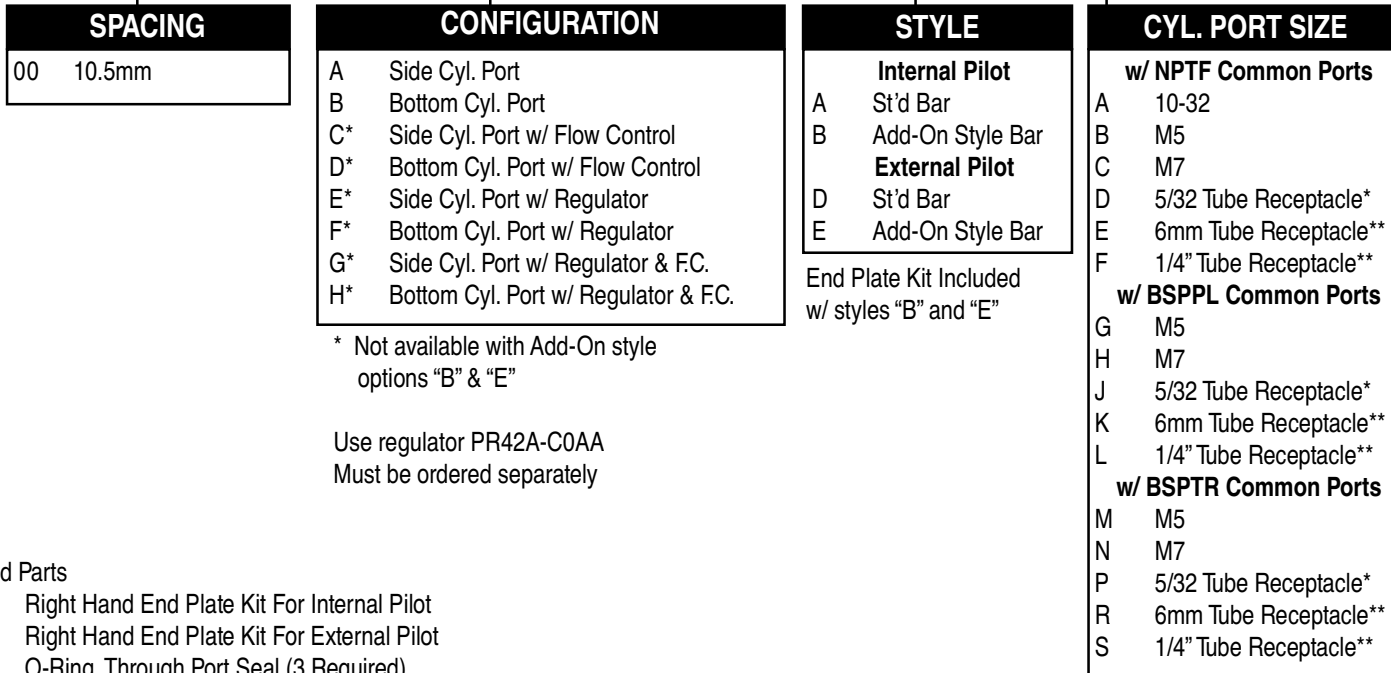 SPACING
00 10.5mm
CONFIGURATION
A Side Cyl. Port
B Bottom Cyl. Port
C* Side Cyl. Port w/ Flow Control
D* Bottom Cyl. Port w/ Flow Control
E* Side Cyl. Port w/ Regulator
F* Bottom Cyl. Port w/ Regulator
G* Side Cyl. Port w/ Regulator & F.C.
H* Bottom Cyl. Port w/ Regulator & F.C.
* Not available with Add-On style
options “B” & “E”
Use regulator PR42A-C0AA
Must be ordered separately
STYLE
Internal Pilot
A St’d Bar
B Add-On Style Bar
External Pilot
D St’d Bar
E Add-On Style Bar
End Plate Kit Included
w/ styles “B” and “E”
CYL. PORT SIZE
w/ NPTF Common Ports
A 10-32
B M5
C M7
D 5/32 Tube Receptacle*
E 6mm Tube Receptacle**
F 1/4” Tube Receptacle**
w/ BSPPL Common Ports
G M5
H M7
J 5/32 Tube Receptacle*
K 6mm Tube Receptacle**
L 1/4” Tube Receptacle**
w/ BSPTR Common Ports
M M5
N M7
P 5/32 Tube Receptacle*
R 6mm Tube Receptacle**
S 1/4” Tube Receptacle**
d Parts
Right Hand End Plate Kit For Internal Pilot
Right Hand End Plate Kit For External Pilot
O-Ring, Through Port Seal (3 Required)